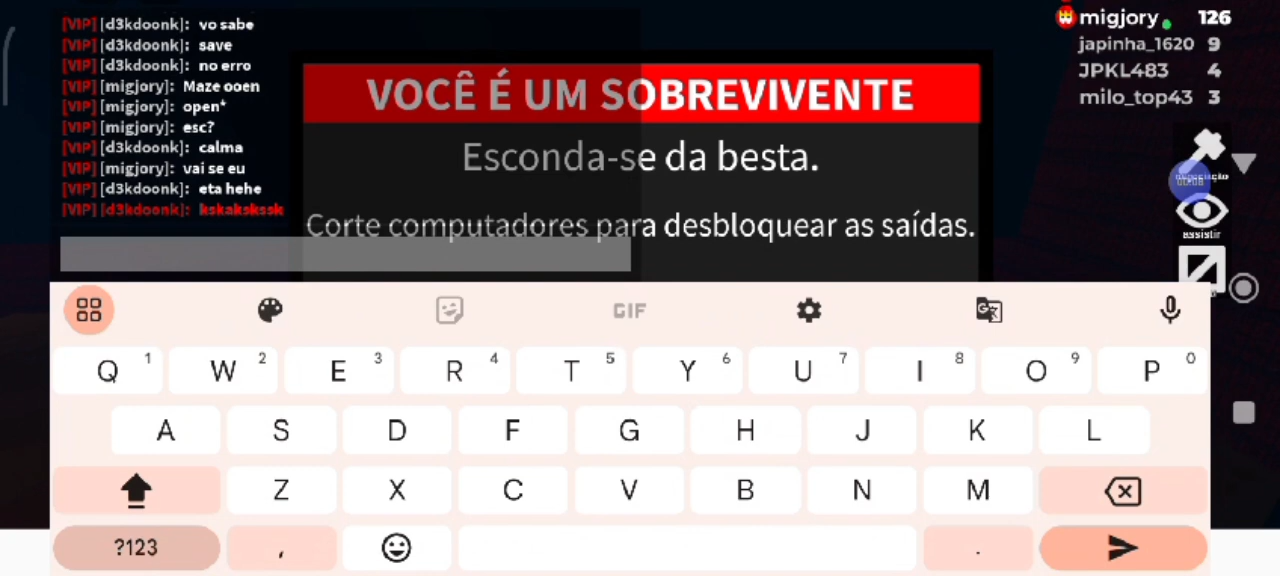 [VIP] [d3kdoonk]: vo sabe
[VIP] [d3kdoonk]: save
[VIP] [d3kdoonk]: no erro
[VIP] [migjory]: Maze ooen
[VIP] [migjory]: open*
[VIP] [migjory]: esc?
[VIP] [d3kdoonk]: calma
[VIP] [migjory]: vai se eu
[VIP] [d3kdoonk]: eta hehe
[VIP] [d3kdoonk]: kskakskssk
VOCÊ É UM SOBREVIVENTE
Esconda-se da besta.
Corte computadores para desbloquear as saídas.
migjory 126
japinha_1620 9
JPKL483 4
milo_top43 3
assistir
GIF
Q 1 W 2 E 3 R 4 T 5 Y 6 U 7 I 8 O 9 P 0
A S D F G H J K L
Z X C V B N M
?123 , .